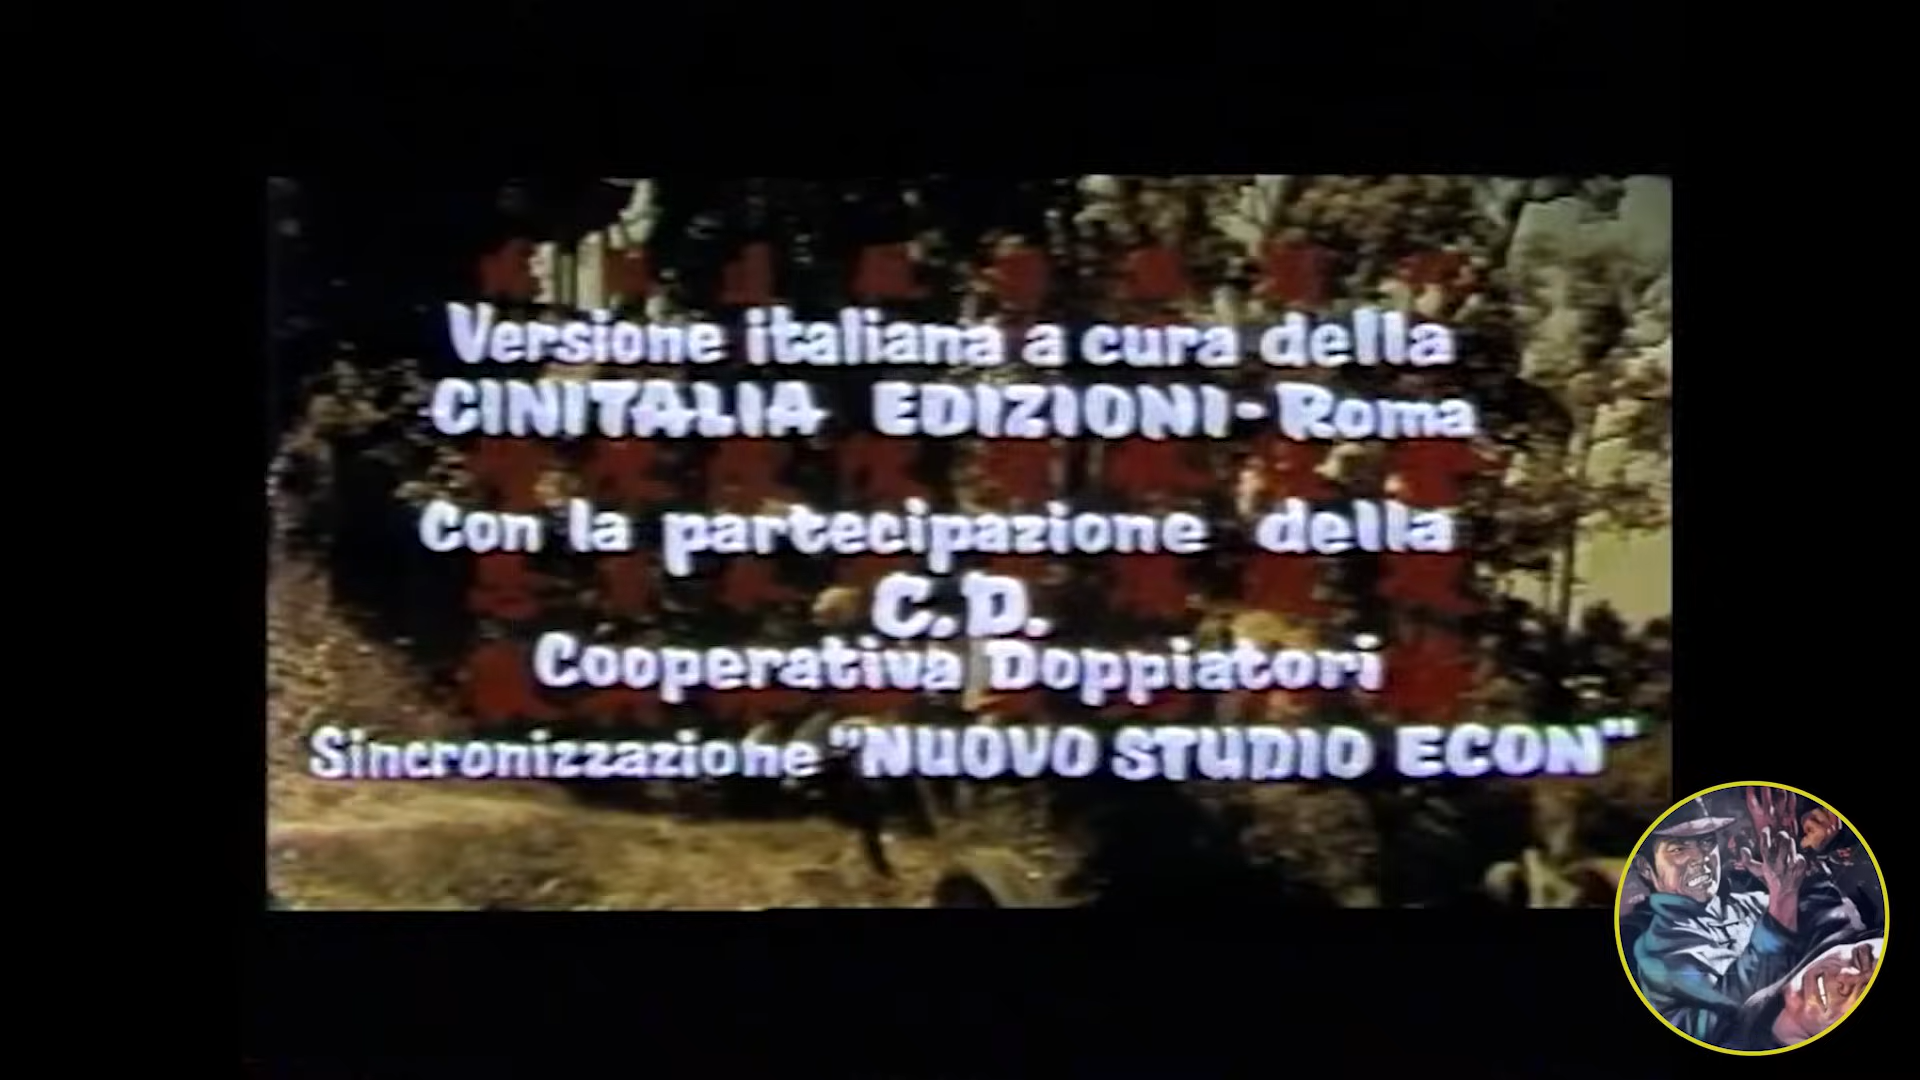 Versione italiana a cura della
CINITALIA EDIZIONI-Roma
Con la partecipazione della
C.D.
Cooperativa Doppiatori
Sincronizzazione "NUOVO STUDIO ECON"